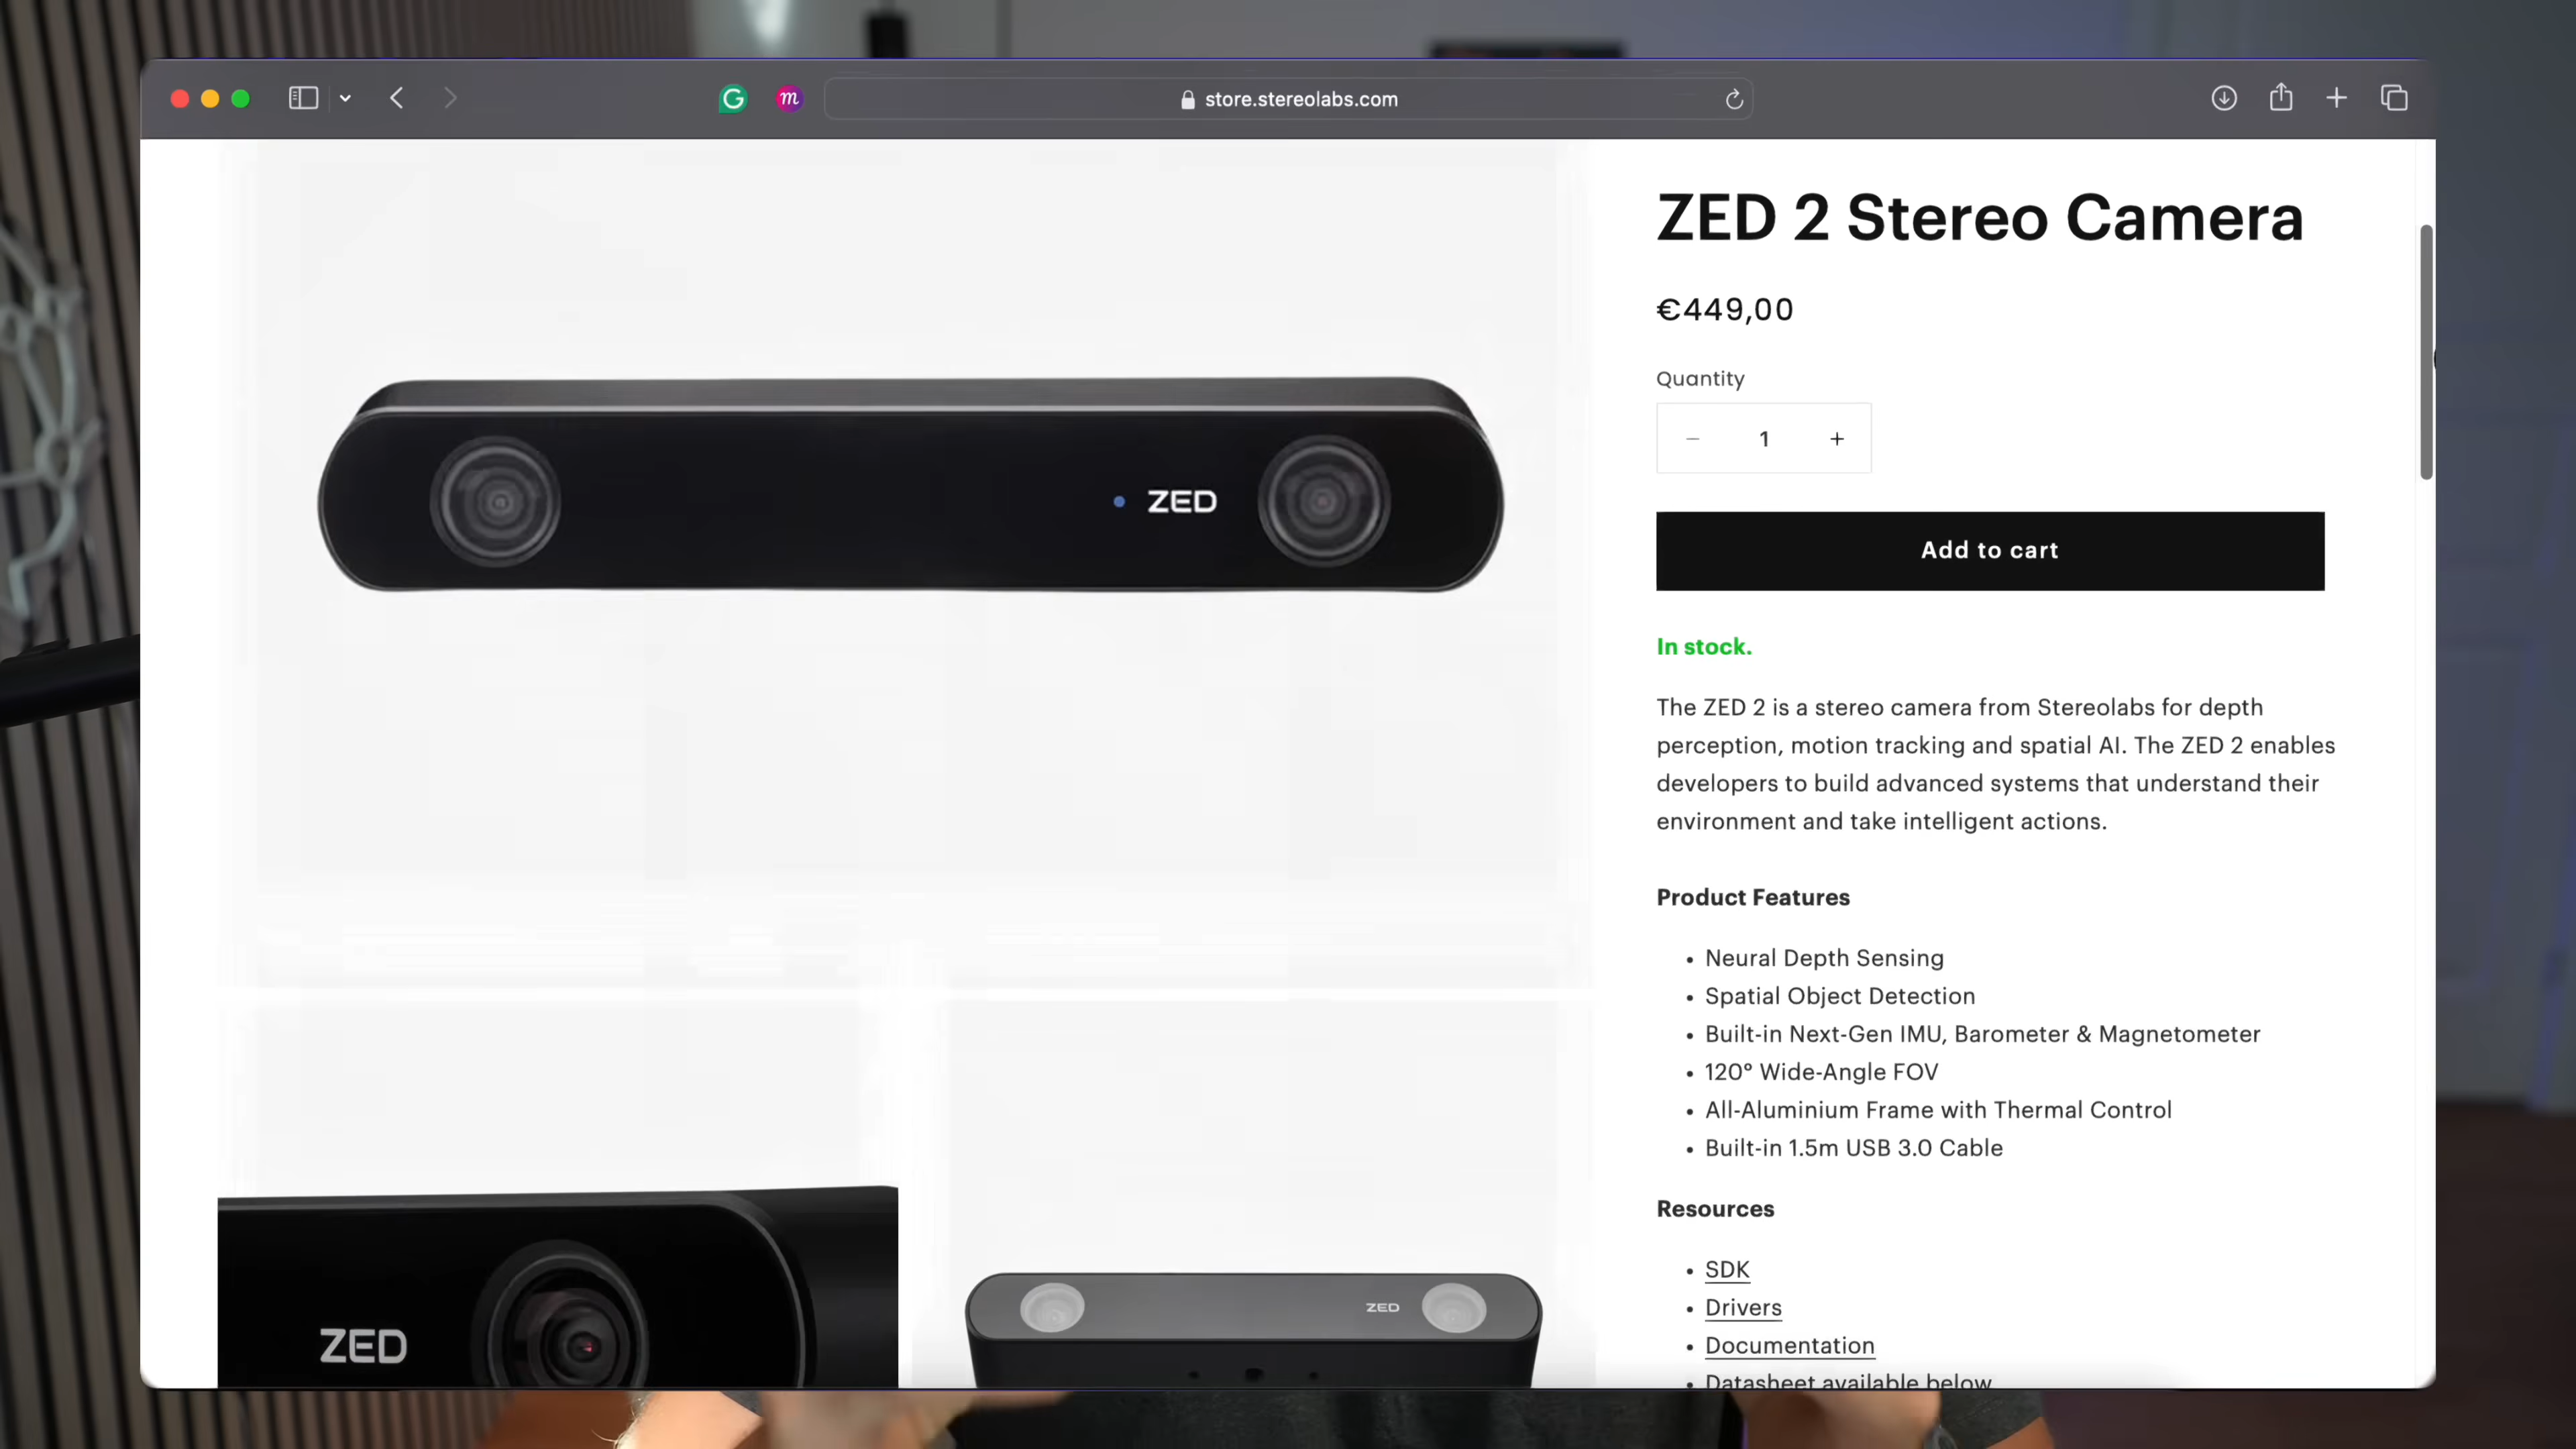 store.stereolabs.com
ZED 2 Stereo Camera
€449,00
Quantity
− 1 +
Add to cart
In stock.
The ZED 2 is a stereo camera from Stereolabs for depth
perception, motion tracking and spatial AI. The ZED 2 enables
developers to build advanced systems that understand their
environment and take intelligent actions.
Product Features
• Neural Depth Sensing
• Spatial Object Detection
• Built-in Next-Gen IMU, Barometer & Magnetometer
• 120° Wide-Angle FOV
• All-Aluminium Frame with Thermal Control
• Built-in 1.5m USB 3.0 Cable
Resources
• SDK
• Drivers
• Documentation
• Datasheet available below
ZED
ZED
ZED